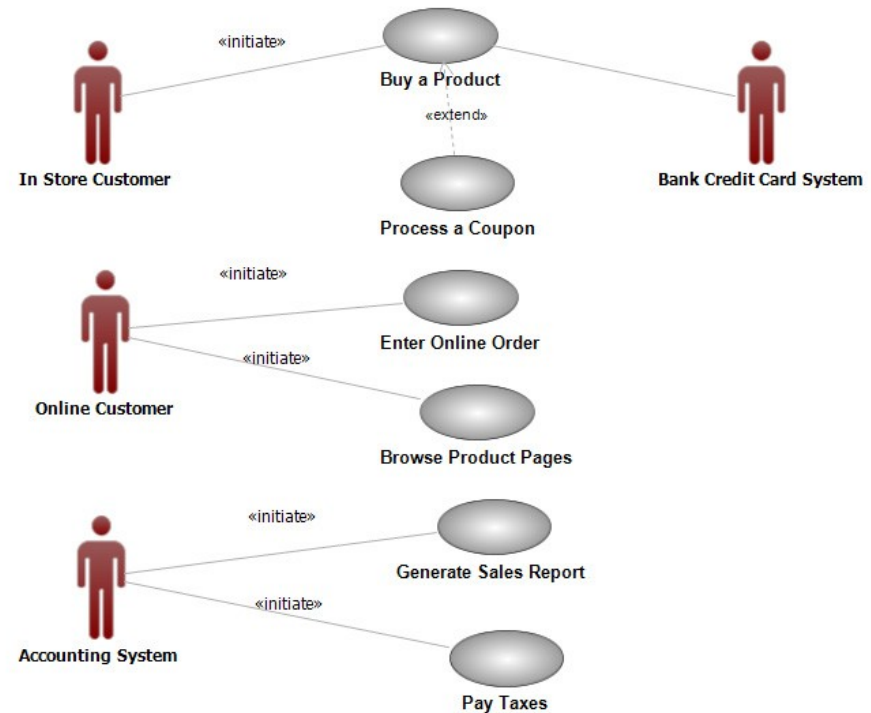 «initiate»
Buy a Product
«extend»
In Store Customer
Bank Credit Card System
Process a Coupon
«initiate»
Enter Online Order
«initiate»
Online Customer
Browse Product Pages
«initiate»
Generate Sales Report
«initiate»
Accounting System
Pay Taxes